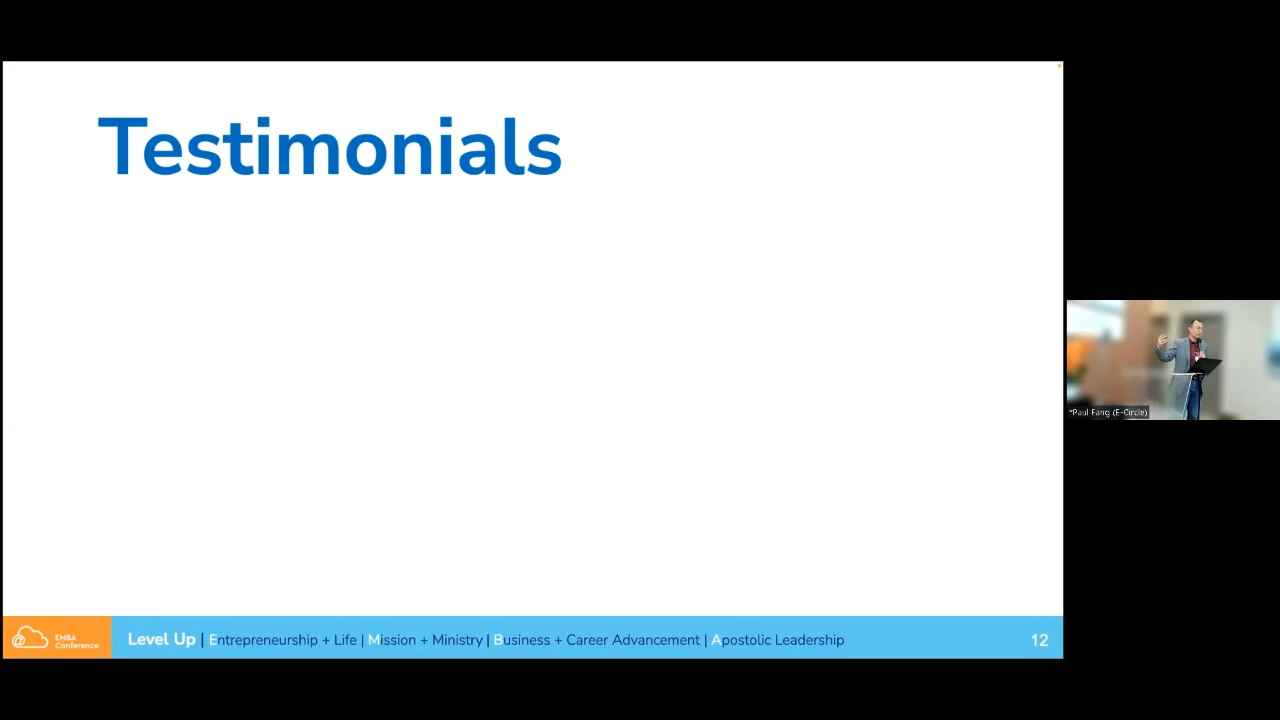 Testimonials
@ EMBA
Conference
Level Up | Entrepreneurship + Life | Mission + Ministry | Business + Career Advancement | Apostolic Leadership
12
*Paul Fang (E-Circle)